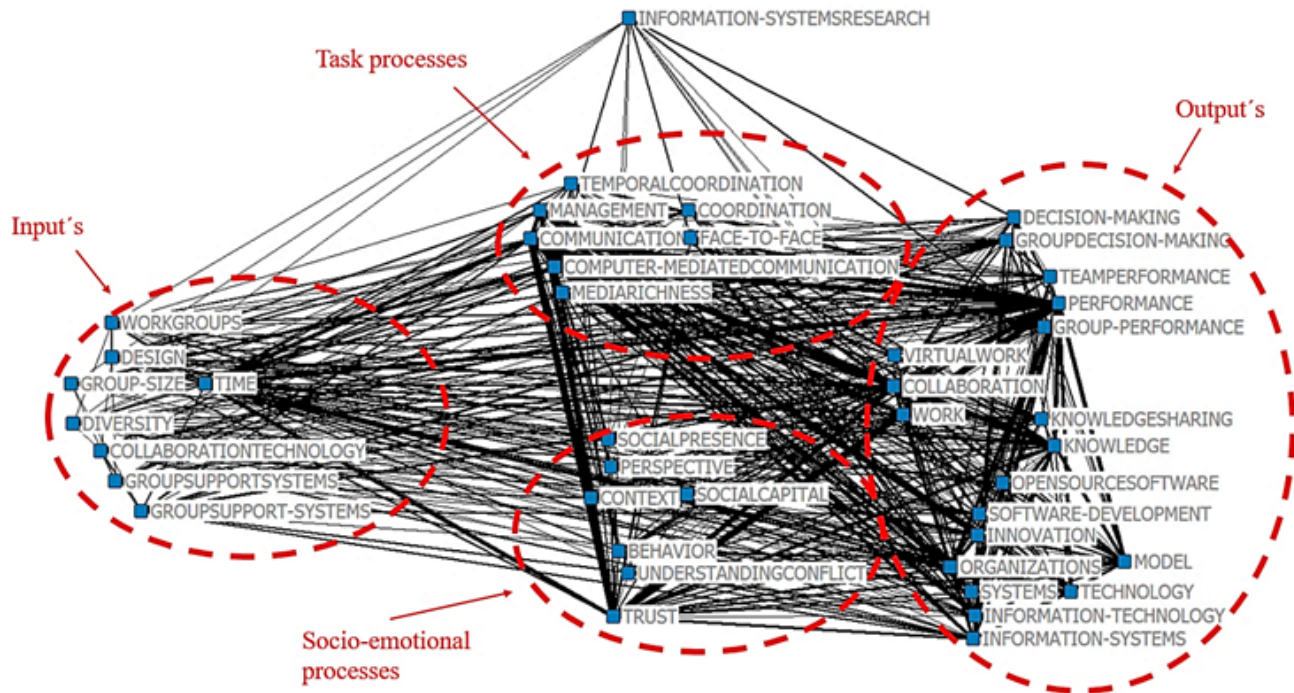 INFORMATION-SYSTEMSRESEARCH
Task processes
Output´s
Input´s
TEMPORALCOORDINATION
MANAGEMENT
COORDINATION
COMMUNICATION
FACE-TO-FACE
COMPUTER-MEDIATEDCOMMUNICATION
MEDIARICHNESS
DECISION-MAKING
GROUPDECISION-MAKING
TEAMPERFORMANCE
PERFORMANCE
GROUP-PERFORMANCE
WORKGROUPS
DESIGN
GROUP-SIZE
TIME
DIVERSITY
COLLABORATIONTECHNOLOGY
GROUPSUPPORTSYSTEMS
GROUPSUPPORT-SYSTEMS
VIRTUALWORK
COLLABORATION
WORK
KNOWLEDGESHARING
KNOWLEDGE
SOCIALPRESENCE
PERSPECTIVE
CONTEXT
SOCIALCAPITAL
BEHAVIOR
UNDERSTANDINGCONFLICT
TRUST
OPENSOURCESOFTWARE
SOFTWARE-DEVELOPMENT
INNOVATION
ORGANIZATIONS
MODEL
SYSTEMS
TECHNOLOGY
INFORMATION-TECHNOLOGY
INFORMATION-SYSTEMS
Socio-emotional
processes